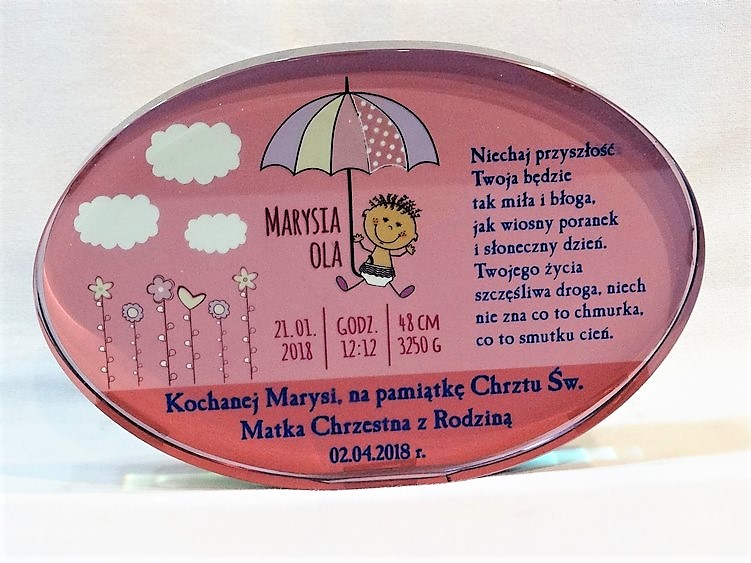 MARYSIA
OLA
21.01.
2018
GODZ.
12:12
48 CM
3250 G
Niechaj przyszłość
Twoja będzie
tak miła i błoga,
jak wiosny poranek
i słoneczny dzień.
Twojego życia
szczęśliwa droga, niech
nie zna co to chmurka,
co to smutku cień.
Kochanej Marysi, na pamiątkę Chrztu Św.
Matka Chrzestna z Rodziną
02.04.2018 r.